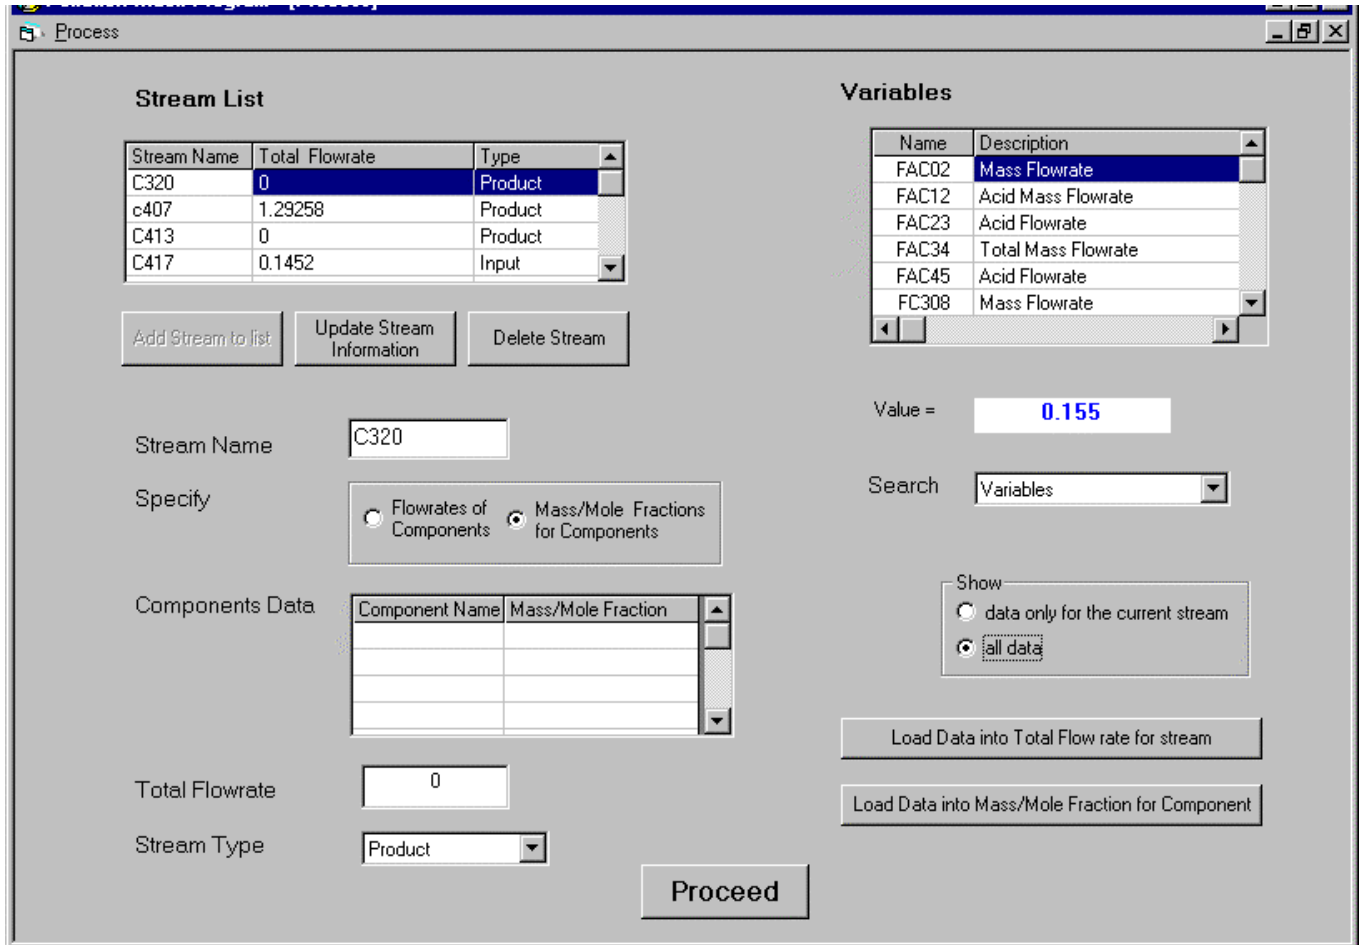 Process
Stream List
Stream Name Total Flowrate Type
C320 0 Product
c407 1.29258 Product
C413 0 Product
C417 0.1452 Input
Add Stream to list
Update Stream
Information
Delete Stream
Stream Name C320
Specify
Flowrates of
Components
Mass/Mole Fractions
for Components
Components Data
Component Name Mass/Mole Fraction
Total Flowrate 0
Stream Type Product
Variables
Name Description
FAC02 Mass Flowrate
FAC12 Acid Mass Flowrate
FAC23 Acid Flowrate
FAC34 Total Mass Flowrate
FAC45 Acid Flowrate
FC308 Mass Flowrate
Value = 0.155
Search Variables
Show
data only for the current stream
all data
Load Data into Total Flow rate for stream
Load Data into Mass/Mole Fraction for Component
Proceed